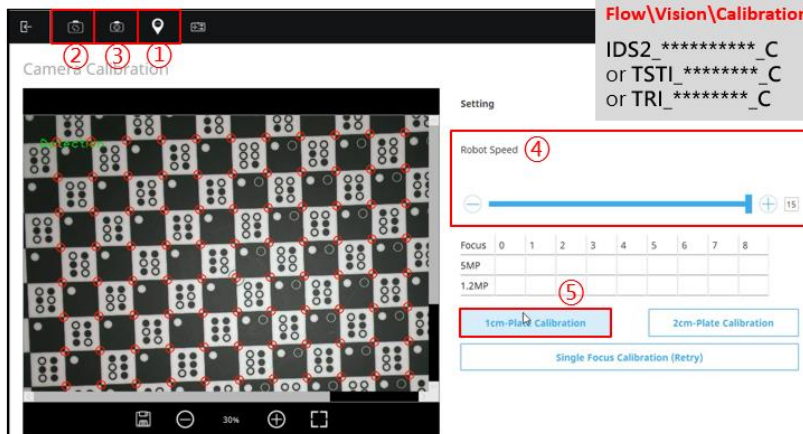 Flow\Vision\Calibration
IDS2_**********_C
or TSTI_********_C
or TRI_********_C
② ③ ①
Camera Calibration
Detection
Setting
Robot Speed ④
15
Focus 0 1 2 3 4 5 6 7 8
5MP
1.2MP
⑤
1cm-Plate Calibration
2cm-Plate Calibration
Single Focus Calibration (Retry)
30%